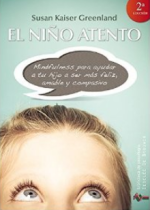 Susan Kaiser Greenland
2ª
EDICIÓN
EL NIÑO ATENTO
Mindfulness para ayudar
a tu hijo a ser más feliz,
amable y compasivo